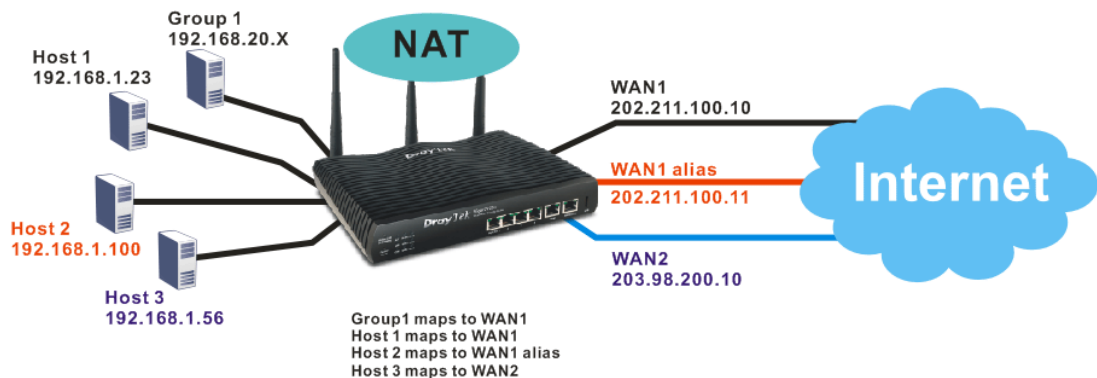 Group 1
192.168.20.X
NAT
Host 1
192.168.1.23
WAN1
202.211.100.10
DrayTek
WAN1 alias
202.211.100.11
Internet
DrayTek
Host 2
192.168.1.100
WAN2
203.98.200.10
Host 3
192.168.1.56
Group1 maps to WAN1
Host 1 maps to WAN1
Host 2 maps to WAN1 alias
Host 3 maps to WAN2